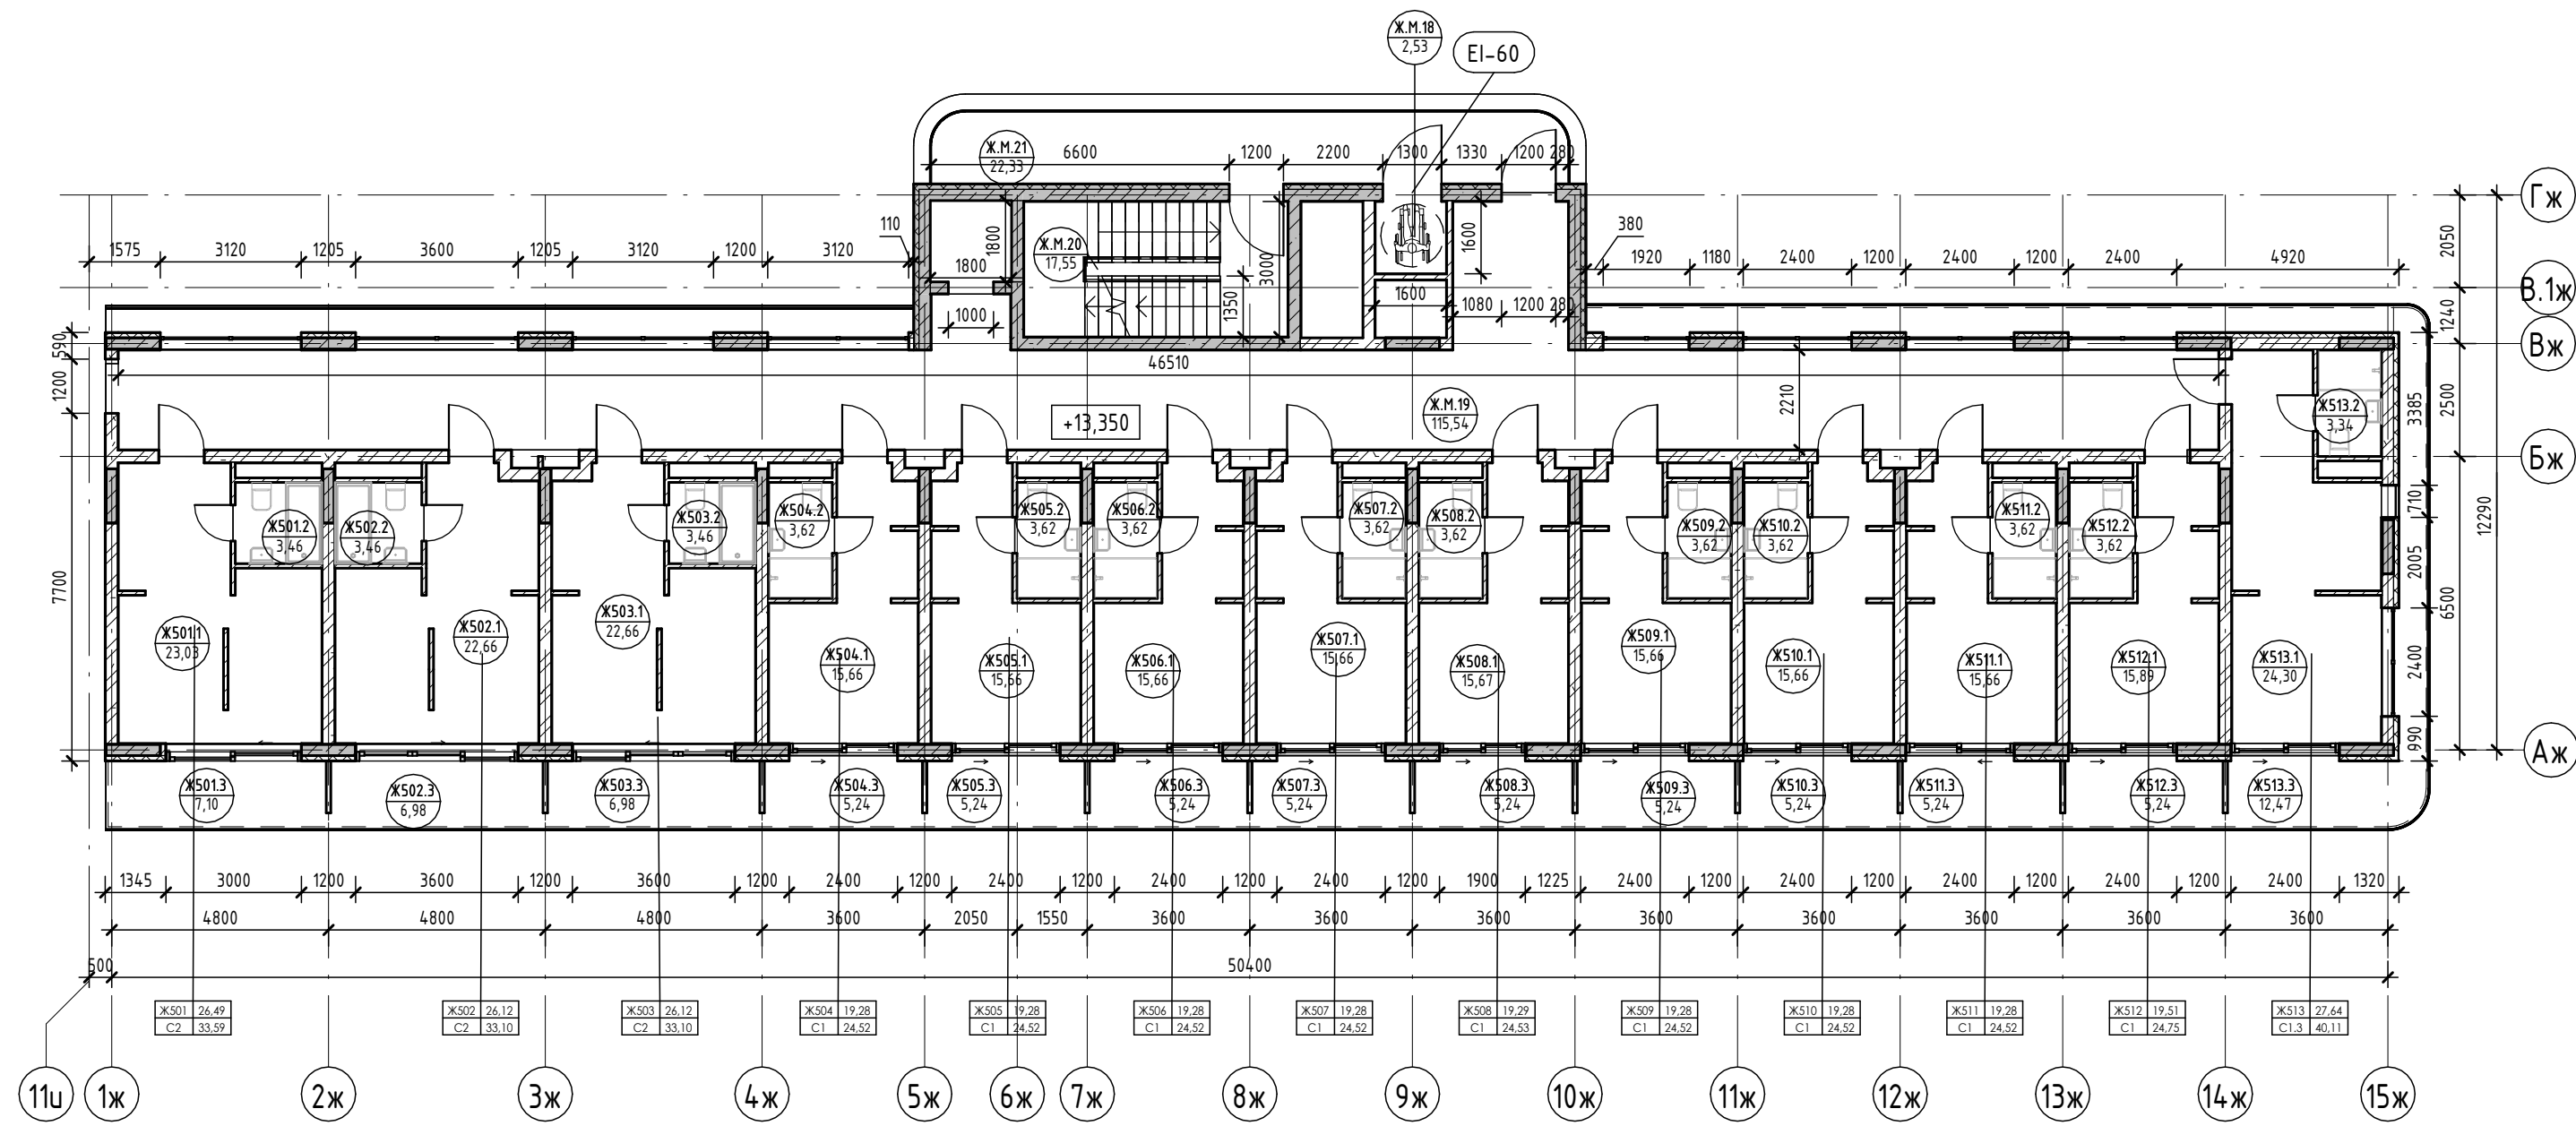 Ж.М.18
2,53
EI-60
Ж.М.21
22,33
6600 1200 2200 1300 1330 1200 280
Гж
110
380
1575 3120 1205 3600 1205 3120 1200 3120
1920 1180 2400 1200 2400 1200 2400 4920
2050
1800
1800
Ж.М.20
17,55
3000
1350
1600
1600
1080 1200 280
В.1ж
1000
1240
590
Вж
46510
1200
2210
3385
2500
12290
+13,350
Ж.М.19
115,54
Ж513.2
3,34
Бж
710
Ж501.2
3,46
Ж502.2
3,46
Ж503.2
3,46
Ж504.2
3,62
Ж505.2
3,62
Ж506.2
3,62
Ж507.2
3,62
Ж508.2
3,62
Ж509.2
3,62
Ж510.2
3,62
Ж511.2
3,62
Ж512.2
3,62
2005
7700
6500
Ж501.1
23,03
Ж502.1
22,66
Ж503.1
22,66
Ж504.1
15,66
Ж505.1
15,66
Ж506.1
15,66
Ж507.1
15,66
Ж508.1
15,67
Ж509.1
15,66
Ж510.1
15,66
Ж511.1
15,66
Ж512.1
15,89
Ж513.1
24,30
2400
990
Аж
Ж501.3
7,10
Ж502.3
6,98
Ж503.3
6,98
Ж504.3
5,24
Ж505.3
5,24
Ж506.3
5,24
Ж507.3
5,24
Ж508.3
5,24
Ж509.3
5,24
Ж510.3
5,24
Ж511.3
5,24
Ж512.3
5,24
Ж513.3
12,47
1345 3000 1200 3600 1200 3600 1200 2400 1200 2400 1200 2400 1200 2400 1200 1900 1225 2400 1200 2400 1200 2400 1200 2400 1200 2400 1320
4800 4800 4800 3600 2050 1550 3600 3600 3600 3600 3600 3600 3600 3600
500 50400
Ж501 26,49
С2 33,59
Ж502 26,12
С2 33,10
Ж503 26,12
С2 33,10
Ж504 19,28
С1 24,52
Ж505 19,28
С1 24,52
Ж506 19,28
С1 24,52
Ж507 19,28
С1 24,52
Ж508 19,29
С1 24,53
Ж509 19,28
С1 24,52
Ж510 19,28
С1 24,52
Ж511 19,28
С1 24,52
Ж512 19,51
С1 24,75
Ж513 27,64
С1.3 40,11
11и 1ж 2ж 3ж 4ж 5ж 6ж 7ж 8ж 9ж 10ж 11ж 12ж 13ж 14ж 15ж